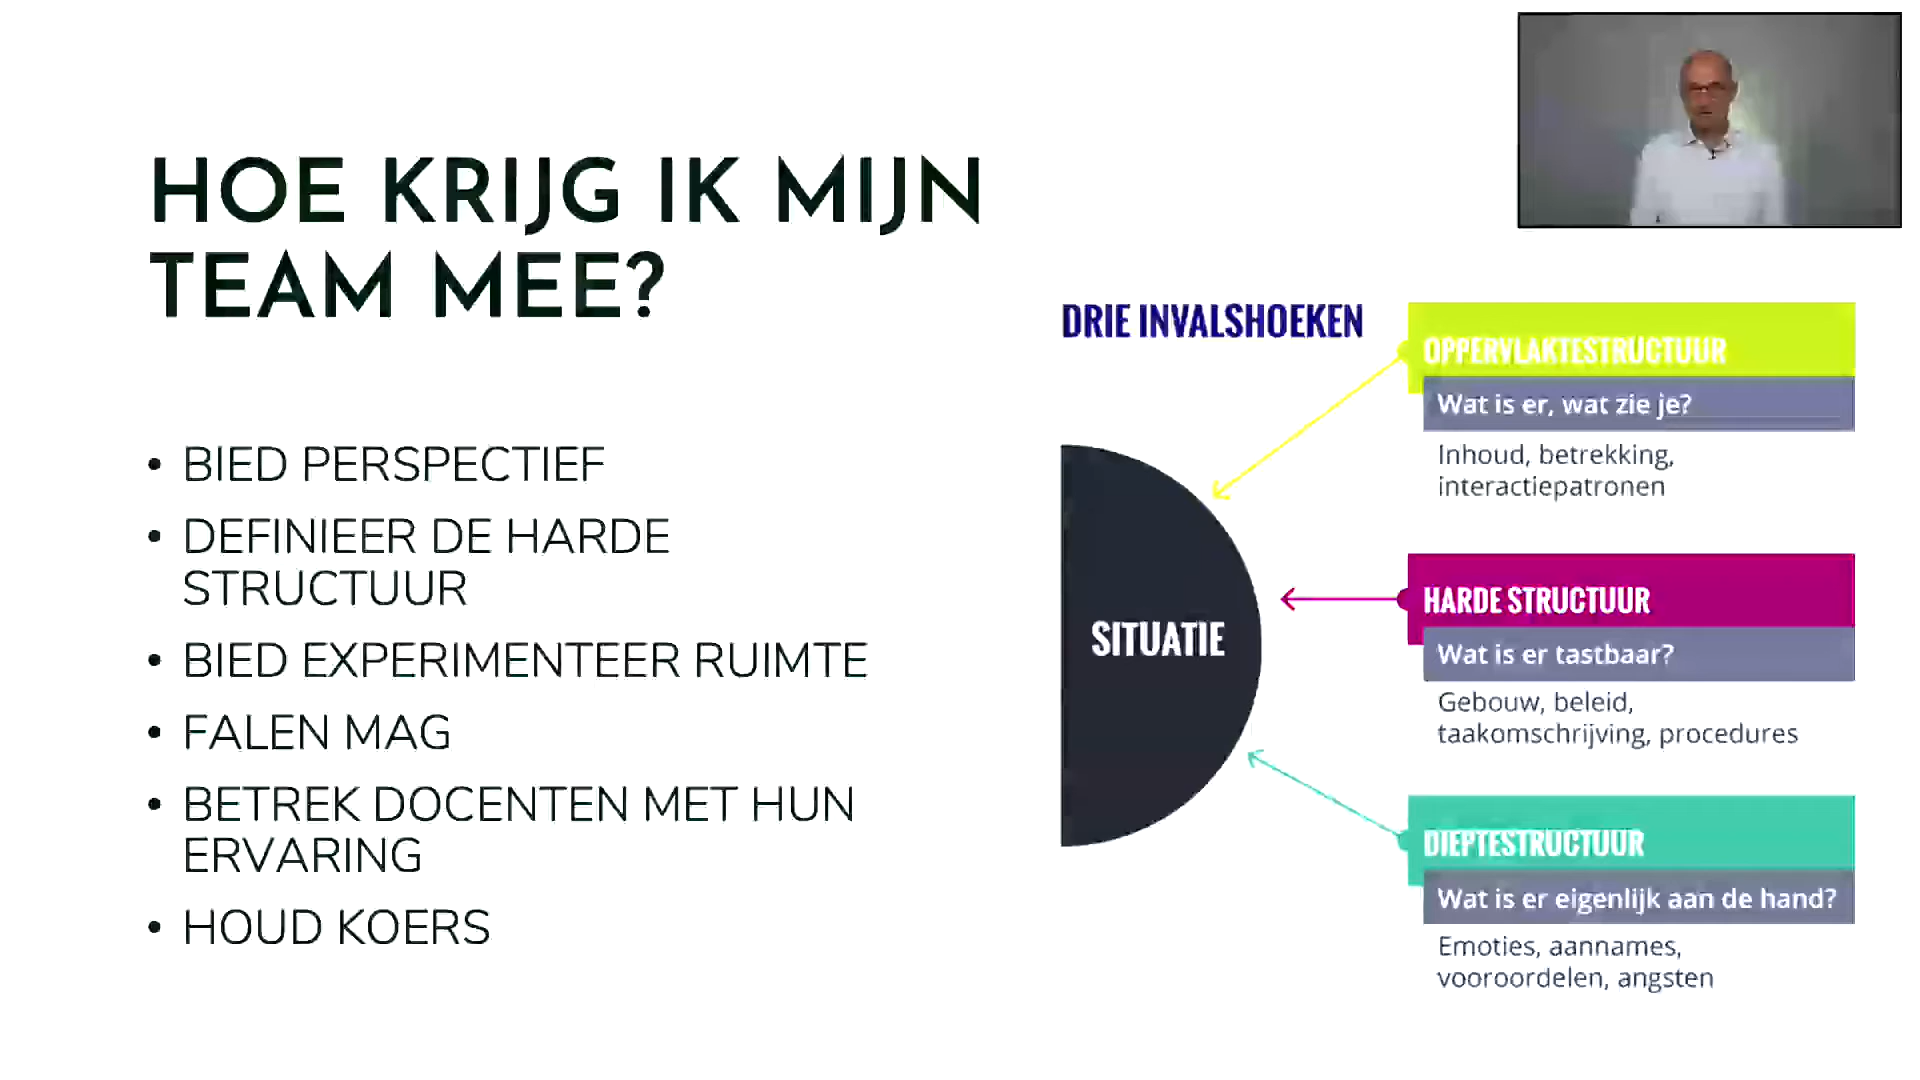 HOE KRIJG IK MIJN
TEAM MEE?
• BIED PERSPECTIEF
• DEFINIEER DE HARDE
STRUCTUUR
• BIED EXPERIMENTEER RUIMTE
• FALEN MAG
• BETREK DOCENTEN MET HUN
ERVARING
• HOUD KOERS
DRIE INVALSHOEKEN
SITUATIE
OPPERVLAKTESTRUCTUUR
Wat is er, wat zie je?
Inhoud, betrekking,
interactiepatronen
HARDE STRUCTUUR
Wat is er tastbaar?
Gebouw, beleid,
taakomschrijving, procedures
DIEPTESTRUCTUUR
Wat is er eigenlijk aan de hand?
Emoties, aannames,
vooroordelen, angsten